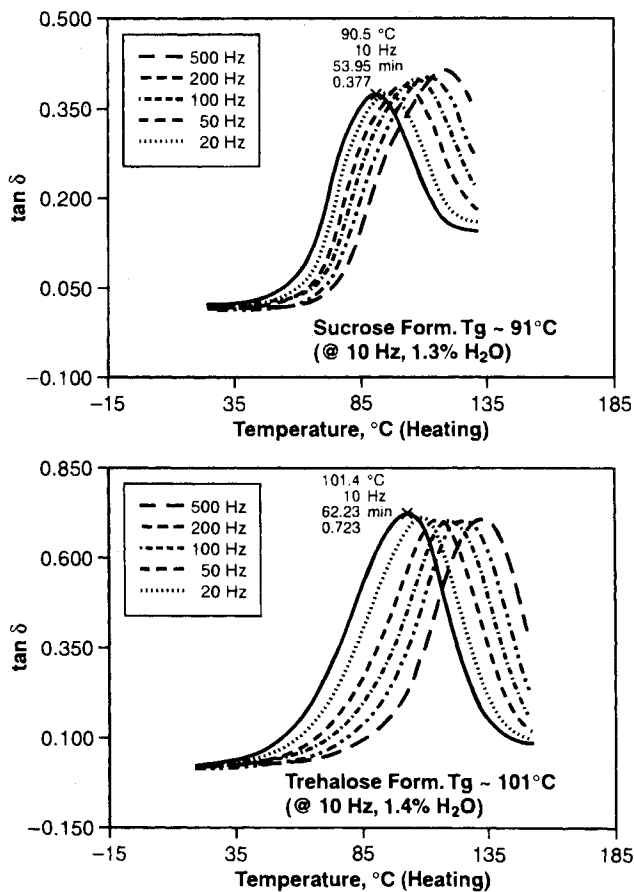 0.500
0.350
0.200
0.050
−0.100
tan δ
500 Hz
200 Hz
100 Hz
50 Hz
20 Hz
90.5 °C
10 Hz
53.95 min
0.377
Sucrose Form. Tg ~ 91°C
(@ 10 Hz, 1.3% H₂O)
−15 35 85 135 185
Temperature, °C (Heating)
0.850
0.700
0.350
0.100
−0.150
tan δ
500 Hz
200 Hz
100 Hz
50 Hz
20 Hz
101.4 °C
10 Hz
62.23 min
0.723
Trehalose Form. Tg ~ 101°C
(@ 10 Hz, 1.4% H₂O)
−15 35 85 135 185
Temperature, °C (Heating)